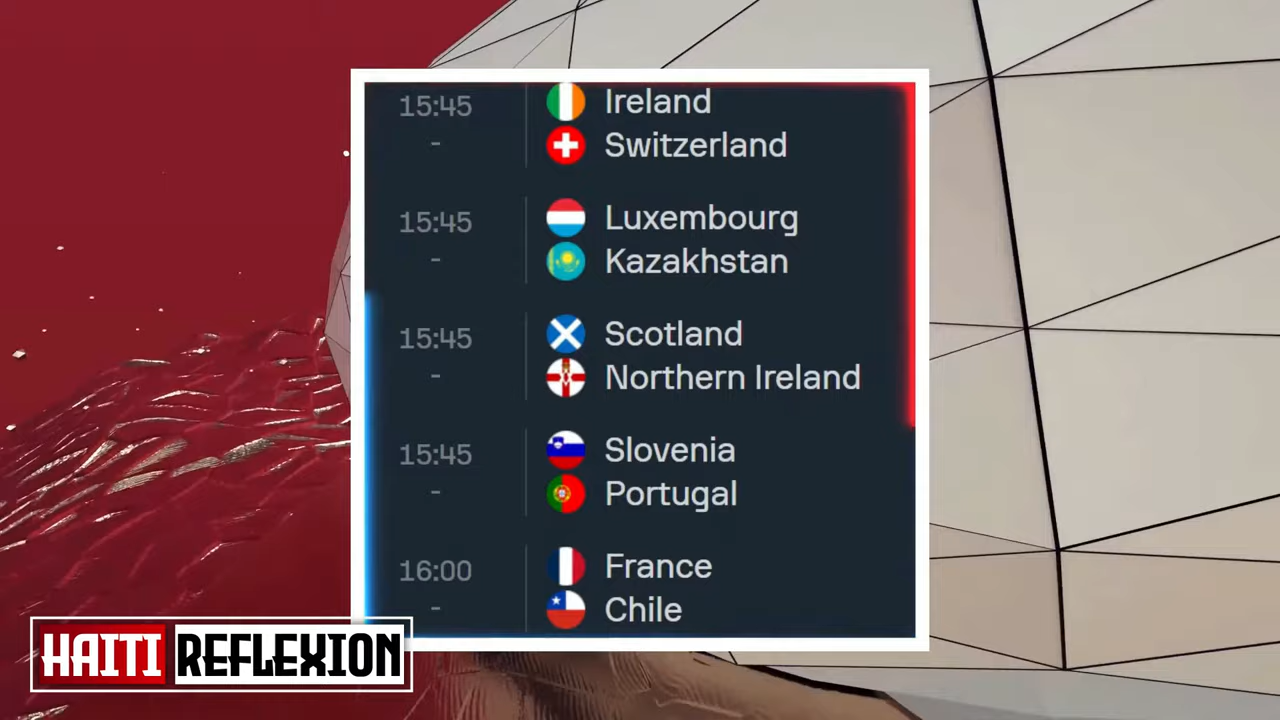 15:45 Ireland
- Switzerland
15:45 Luxembourg
- Kazakhstan
15:45 Scotland
- Northern Ireland
15:45 Slovenia
- Portugal
16:00 France
- Chile
HAITI REFLEXION